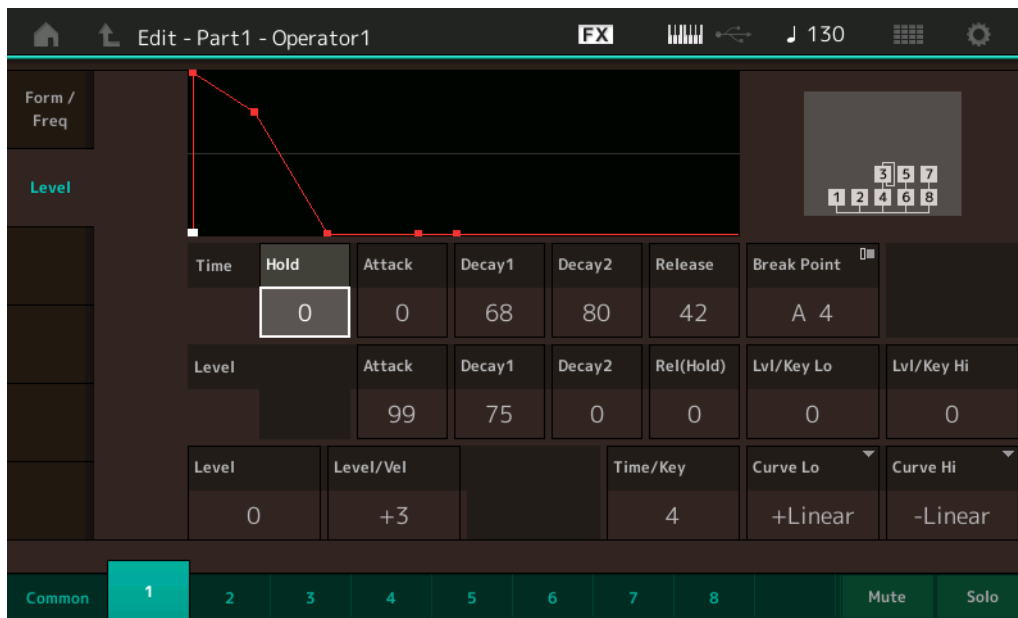 Edit - Part1 - Operator1 FX ♩ 130
Form /
Freq
Level
3 5 7
1 2 4 6 8
Time Hold Attack Decay1 Decay2 Release Break Point
0 0 68 80 42 A 4
Level Attack Decay1 Decay2 Rel(Hold) Lvl/Key Lo Lvl/Key Hi
99 75 0 0 0 0
Level Level/Vel Time/Key Curve Lo Curve Hi
0 +3 4 +Linear -Linear
Common 1 2 3 4 5 6 7 8 Mute Solo